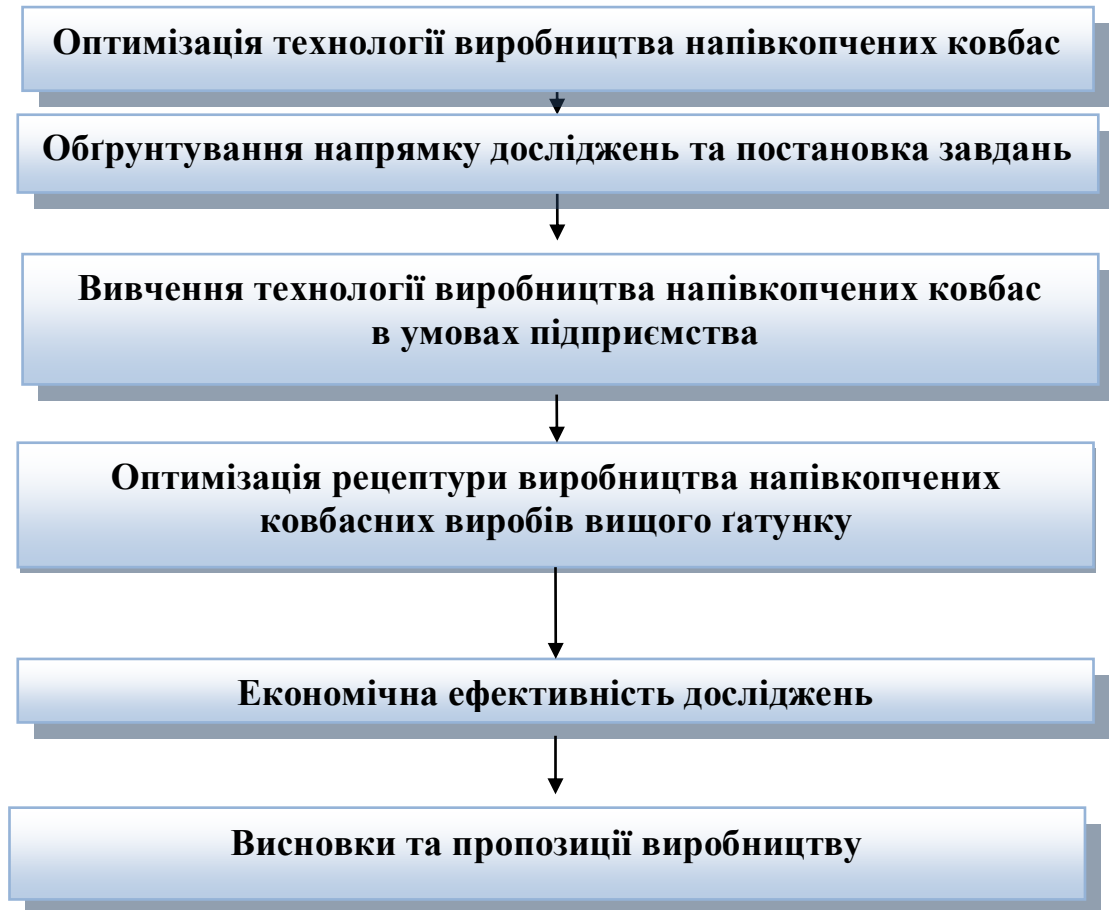 Оптимізація технології виробництва напівкопчених ковбас
Обґрунтування напрямку досліджень та постановка завдань
Вивчення технології виробництва напівкопчених ковбас
в умовах підприємства
Оптимізація рецептури виробництва напівкопчених
ковбасних виробів вищого ґатунку
Економічна ефективність досліджень
Висновки та пропозиції виробництву